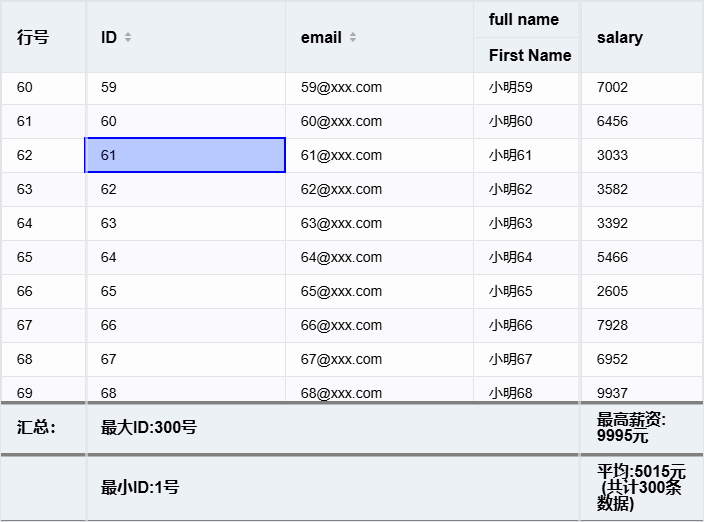 行号 ID email full name salary
First Name
60 59 59@xxx.com 小明59 7002
61 60 60@xxx.com 小明60 6456
62 61 61@xxx.com 小明61 3033
63 62 62@xxx.com 小明62 3582
64 63 63@xxx.com 小明63 3392
65 64 64@xxx.com 小明64 5466
66 65 65@xxx.com 小明65 2605
67 66 66@xxx.com 小明66 7928
68 67 67@xxx.com 小明67 6952
69 68 68@xxx.com 小明68 9937
汇总: 最大ID:300号 最高薪资:
9995元
最小ID:1号 平均:5015元
(共计300条
数据)